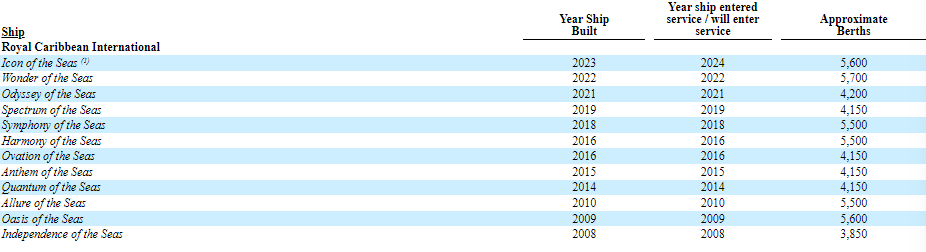 Ship Year Ship Built Year ship entered service / will enter service Approximate Berths
Royal Caribbean International
Icon of the Seas (1) 2023 2024 5,600
Wonder of the Seas 2022 2022 5,700
Odyssey of the Seas 2021 2021 4,200
Spectrum of the Seas 2019 2019 4,150
Symphony of the Seas 2018 2018 5,500
Harmony of the Seas 2016 2016 5,500
Ovation of the Seas 2016 2016 4,150
Anthem of the Seas 2015 2015 4,150
Quantum of the Seas 2014 2014 4,150
Allure of the Seas 2010 2010 5,500
Oasis of the Seas 2009 2009 5,600
Independence of the Seas 2008 2008 3,850